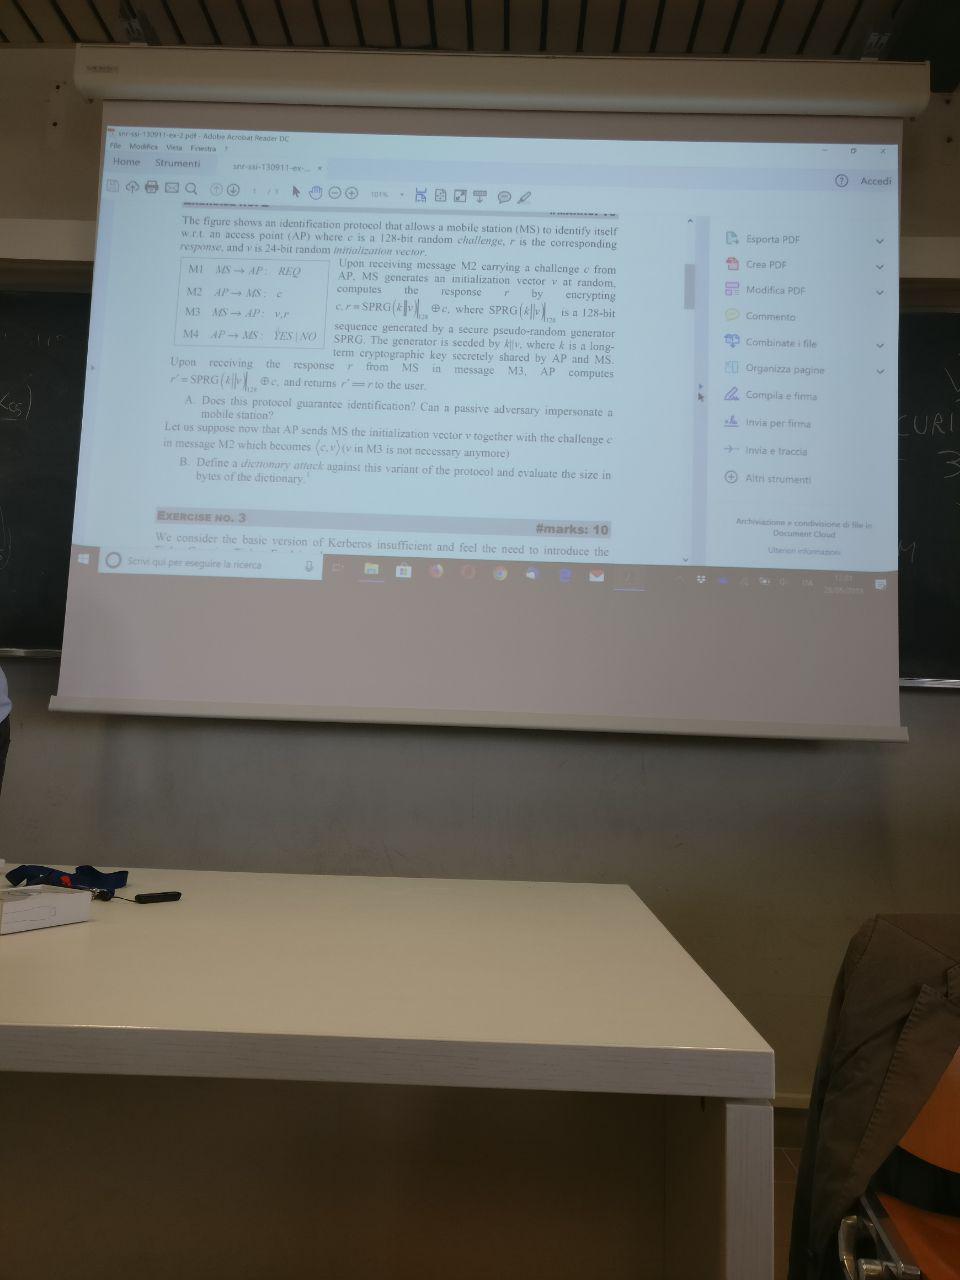 snr-ssi-130911-ex-2.pdf - Adobe Acrobat Reader DC
File Modifica Vista Finestra ?
Home Strumenti snr-ssi-130911-ex-... × ? Accedi
1 / 3 101%
The figure shows an identification protocol that allows a mobile station (MS) to identify itself
w.r.t. an access point (AP) where c is a 128-bit random challenge, r is the corresponding
response, and v is 24-bit random initialization vector.
M1 MS → AP : REQ
M2 AP → MS : c
M3 MS → AP : v,r
M4 AP → MS : YES | NO
Upon receiving message M2 carrying a challenge c from
AP, MS generates an initialization vector v at random,
computes the response r by encrypting
c, r = SPRG(k||v)|128 ⊕ c, where SPRG(k||v)|128 is a 128-bit
sequence generated by a secure pseudo-random generator
SPRG. The generator is seeded by k||v, where k is a long-
term cryptographic key secretely shared by AP and MS.
Upon receiving the response r from MS in message M3, AP computes
r' = SPRG(k||v)|128 ⊕ c, and returns r' == r to the user.
A. Does this protocol guarantee identification? Can a passive adversary impersonate a
mobile station?
Let us suppose now that AP sends MS the initialization vector v together with the challenge c
in message M2 which becomes ⟨c, v⟩ (v in M3 is not necessary anymore)
B. Define a dictionary attack against this variant of the protocol and evaluate the size in
bytes of the dictionary.
EXERCISE NO. 3 #marks: 10
We consider the basic version of Kerberos insufficient and feel the need to introduce the
Esporta PDF
Crea PDF
Modifica PDF
Commento
Combinate i file
Organizza pagine
Compila e firma
Invia per firma
Invia e traccia
Altri strumenti
Archiviazione e condivisione di file in
Document Cloud
Ulteriori informazioni
Scrivi qui per eseguire la ricerca
ITA
CURI